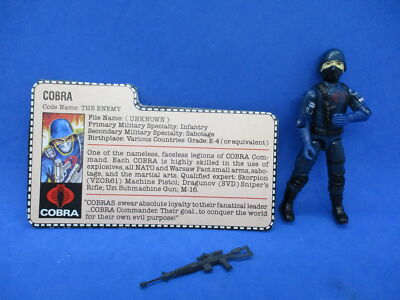 COBRA
Code Name: THE ENEMY
File Name: (UNKNOWN)
Primary Military Specialty: Infantry
Secondary Military Specialty; Sabotage
Birthplace: Various Countries Grade: E-4 (or equivalent)
One of the nameless, faceless legions of COBRA Com-
mand. Each COBRA is highly skilled in the use of
explosives, all NATO and Warsaw Pact small arms, sabo-
tage, and the martial arts. Qualified expert: Skorpion
(VZOR61) Machine Pistol; Dragunov (SVD) Sniper's
Rifle; Uzi Submachine Gun; M-16.
"COBRAS swear absolute loyalty to their fanatical leader
...COBRA Commander. Their goal...to conquer the world
for their own evil purpose!"
COBRA